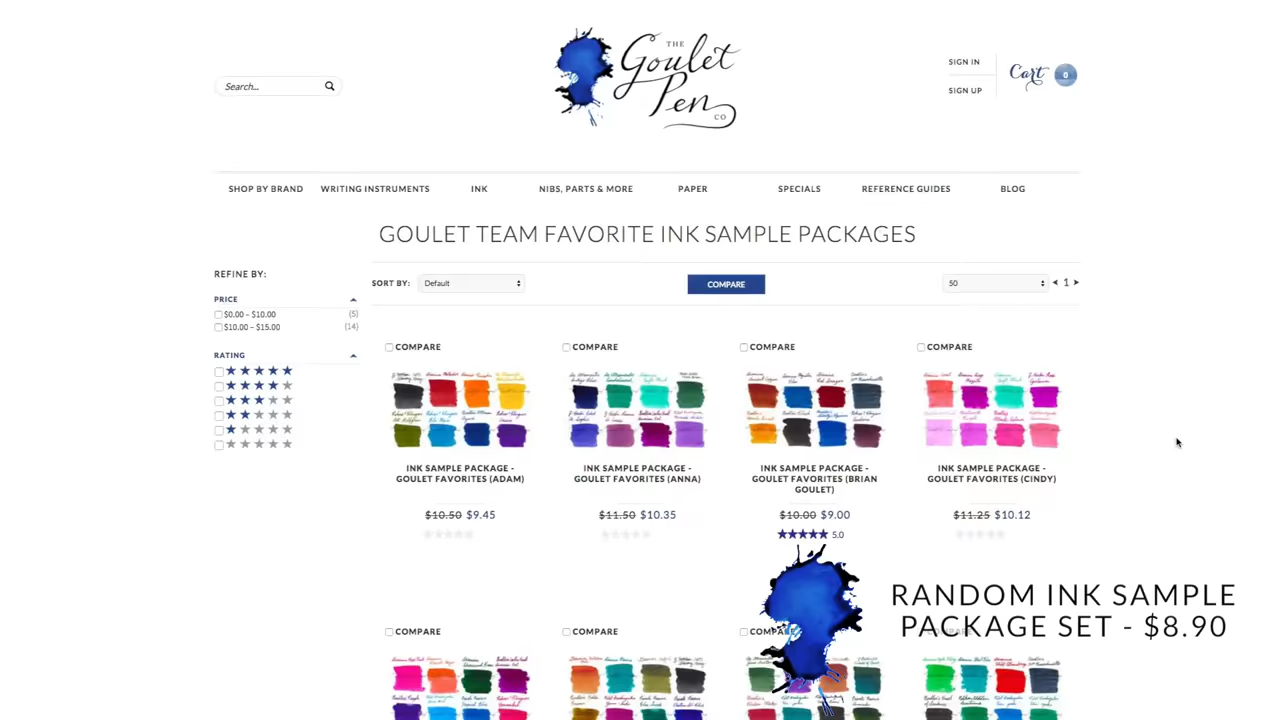 THE
Goulet
Pen
CO
Search...
SIGN IN
SIGN UP
Cart
0
SHOP BY BRAND
WRITING INSTRUMENTS
INK
NIBS, PARTS & MORE
PAPER
SPECIALS
REFERENCE GUIDES
BLOG
GOULET TEAM FAVORITE INK SAMPLE PACKAGES
REFINE BY:
SORT BY:
Default
COMPARE
50
1
PRICE
$0.00 - $10.00 (5)
$10.00 - $15.00 (14)
RATING
COMPARE
COMPARE
COMPARE
COMPARE
INK SAMPLE PACKAGE -
GOULET FAVORITES (ADAM)
$10.50 $9.45
INK SAMPLE PACKAGE -
GOULET FAVORITES (ANNA)
$11.50 $10.35
INK SAMPLE PACKAGE -
GOULET FAVORITES (BRIAN
GOULET)
$10.00 $9.00
5.0
INK SAMPLE PACKAGE -
GOULET FAVORITES (CINDY)
$11.25 $10.12
RANDOM INK SAMPLE
PACKAGE SET - $8.90
COMPARE
COMPARE